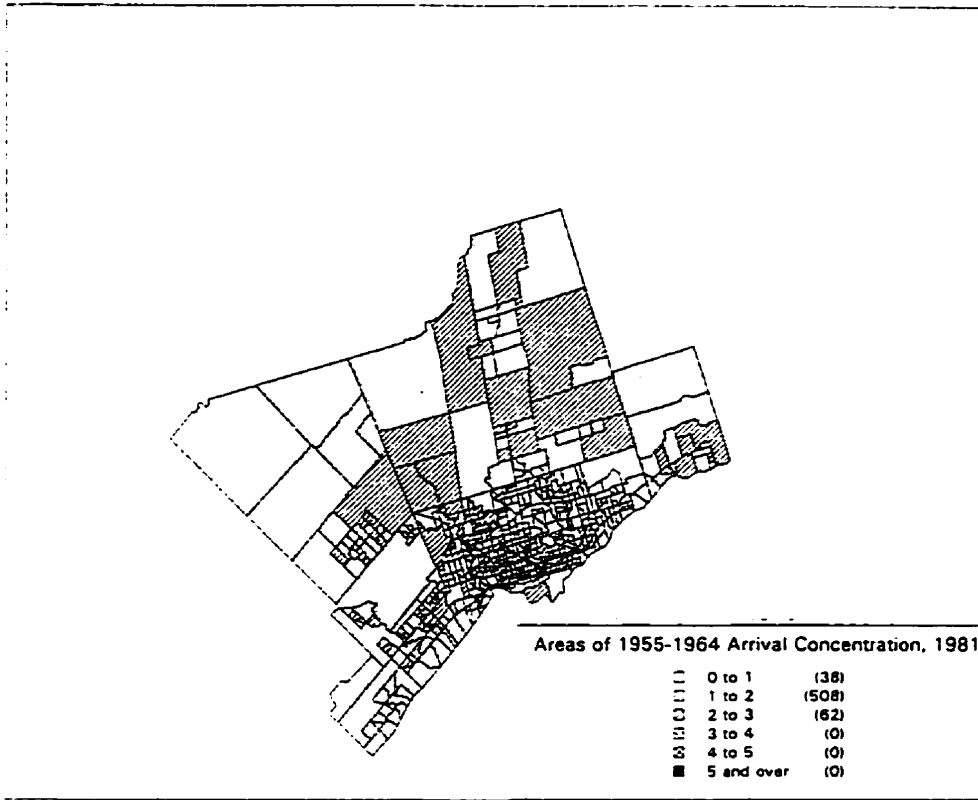 Areas of 1955-1964 Arrival Concentration, 1981
0 to 1 (38)
1 to 2 (508)
2 to 3 (62)
3 to 4 (0)
4 to 5 (0)
5 and over (0)